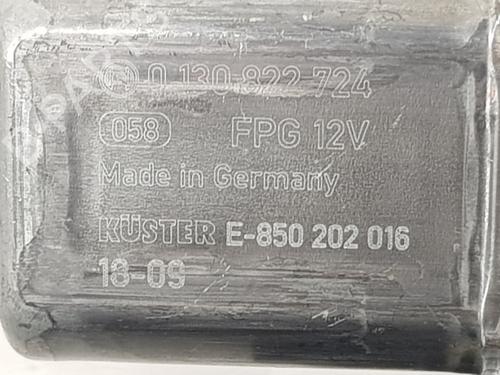 0 130 822 724
058 FPG 12V
Made in Germany
KÜSTER E-850 202 016
18-09